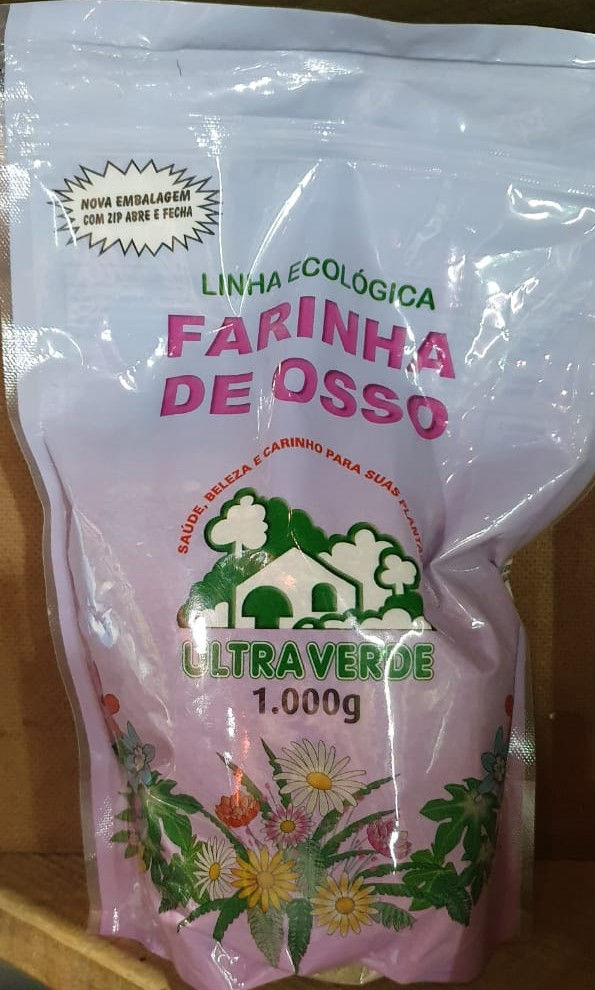 NOVA EMBALAGEM
COM ZIP ABRE E FECHA
LINHA ECOLÓGICA
FARINHA
DE OSSO
SAÚDE, BELEZA E CARINHO PARA SUAS PLANTA
ULTRA VERDE
1.000g